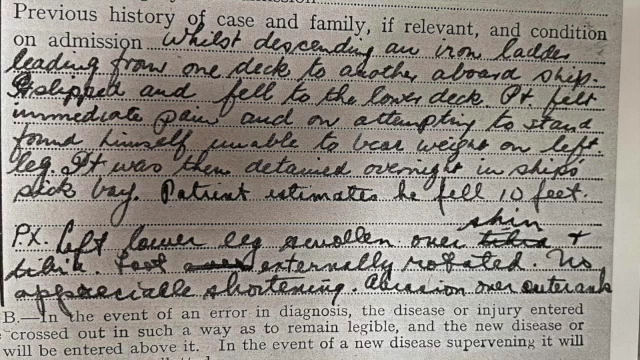 Previous history of case and family, if relevant, and condition
on admission Whilst descending an iron ladder
leading from one deck to another aboard ship.
Pt slipped and fell to the lower deck. Pt. felt
immediate pain and on attempting to stand
found himself unable to bear weight on left
leg. Pt was then detained overnight in ship's
sick bay. Patient estimates he fell 10 feet.
shin
P.X. Left lower leg swollen over tibia +
tibia. Foot externally rotated. No
appreciable shortening. Abrasion over outer
B.—In the event of an error in diagnosis, the disease or injury entered
crossed out in such a way as to remain legible, and the new disease or
will be entered above it. In the event of a new disease supervening it will